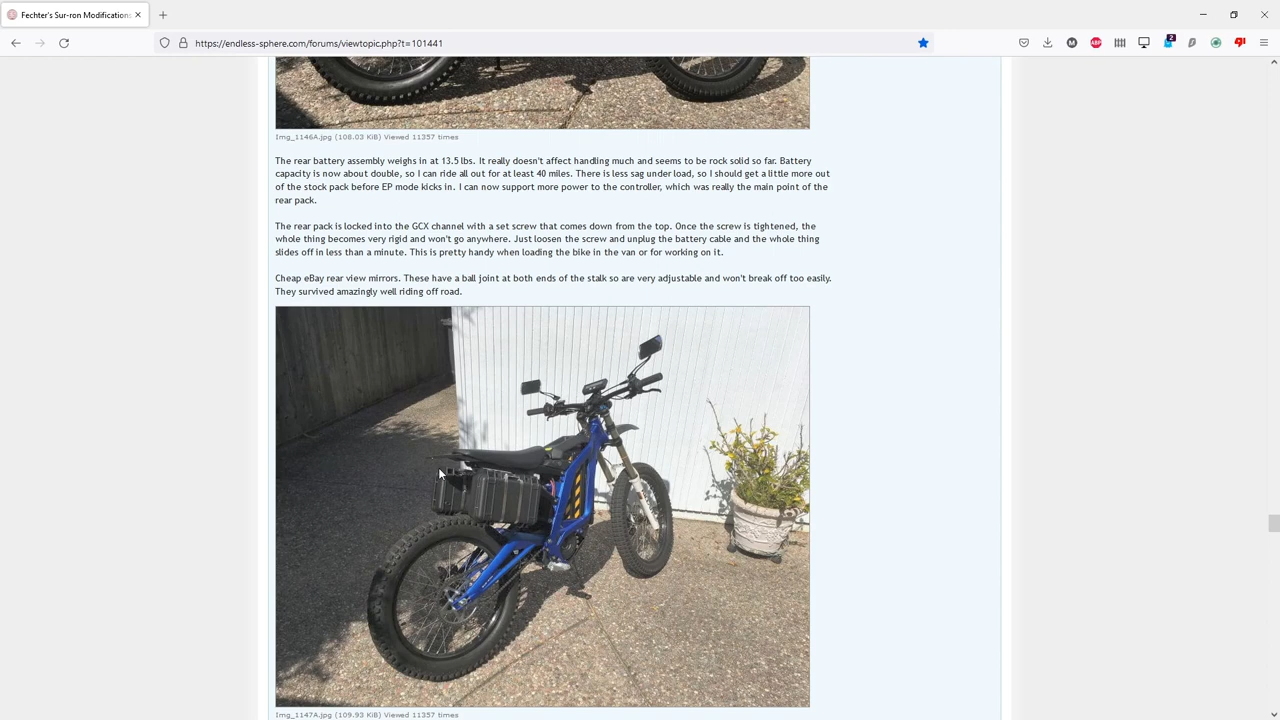 Fechter's Sur-ron Modifications
https://endless-sphere.com/forums/viewtopic.php?t=101441
2
Img_1146A.jpg (108.03 KiB) Viewed 11357 times
The rear battery assembly weighs in at 13.5 lbs. It really doesn't affect handling much and seems to be rock solid so far. Battery
capacity is now about double, so I can ride all out for at least 40 miles. There is less sag under load, so I should get a little more out
of the stock pack before EP mode kicks in. I can now support more power to the controller, which was really the main point of the
rear pack.
The rear pack is locked into the GCX channel with a set screw that comes down from the top. Once the screw is tightened, the
whole thing becomes very rigid and won't go anywhere. Just loosen the screw and unplug the battery cable and the whole thing
slides off in less than a minute. This is pretty handy when loading the bike in the van or for working on it.
Cheap eBay rear view mirrors. These have a ball joint at both ends of the stalk so are very adjustable and won't break off too easily.
They survived amazingly well riding off road.
Img_1147A.jpg (109.93 KiB) Viewed 11357 times